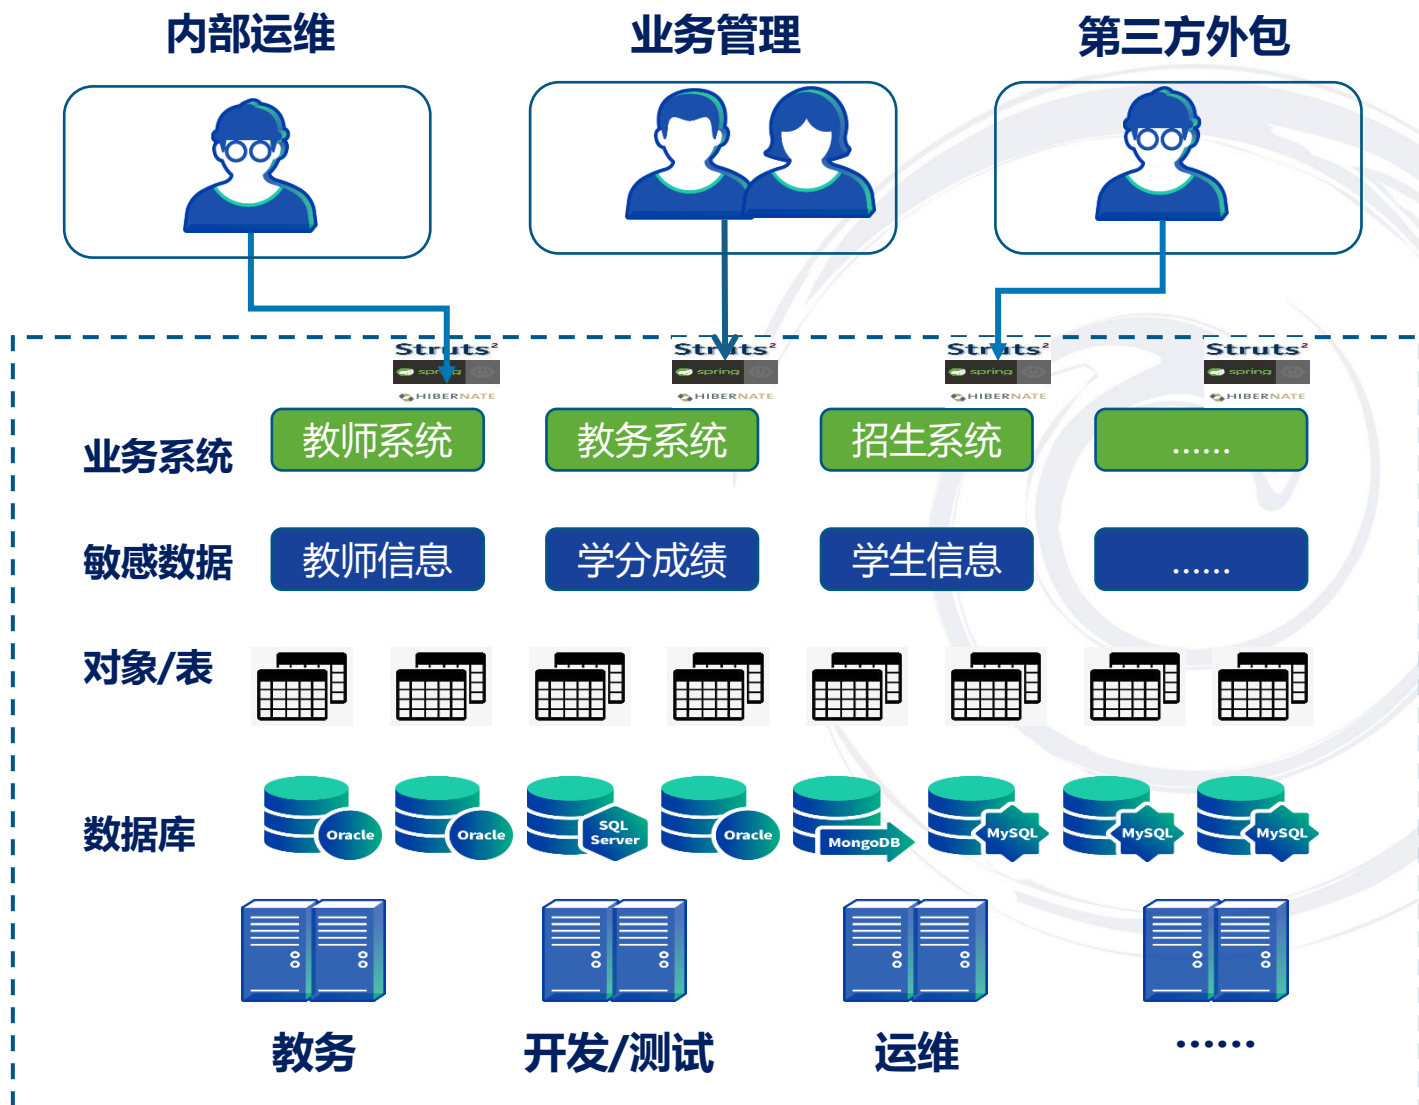 内部运维
业务管理
第三方外包
Struts²
Struts²
Struts²
Struts²
spring
spring
spring
spring
HIBERNATE
HIBERNATE
HIBERNATE
HIBERNATE
业务系统
教师系统
教务系统
招生系统
......
敏感数据
教师信息
学分成绩
学生信息
......
对象/表
数据库
Oracle
Oracle
SQL
Server
Oracle
MongoDB
MySQL
MySQL
MySQL
教务
开发/测试
运维
......